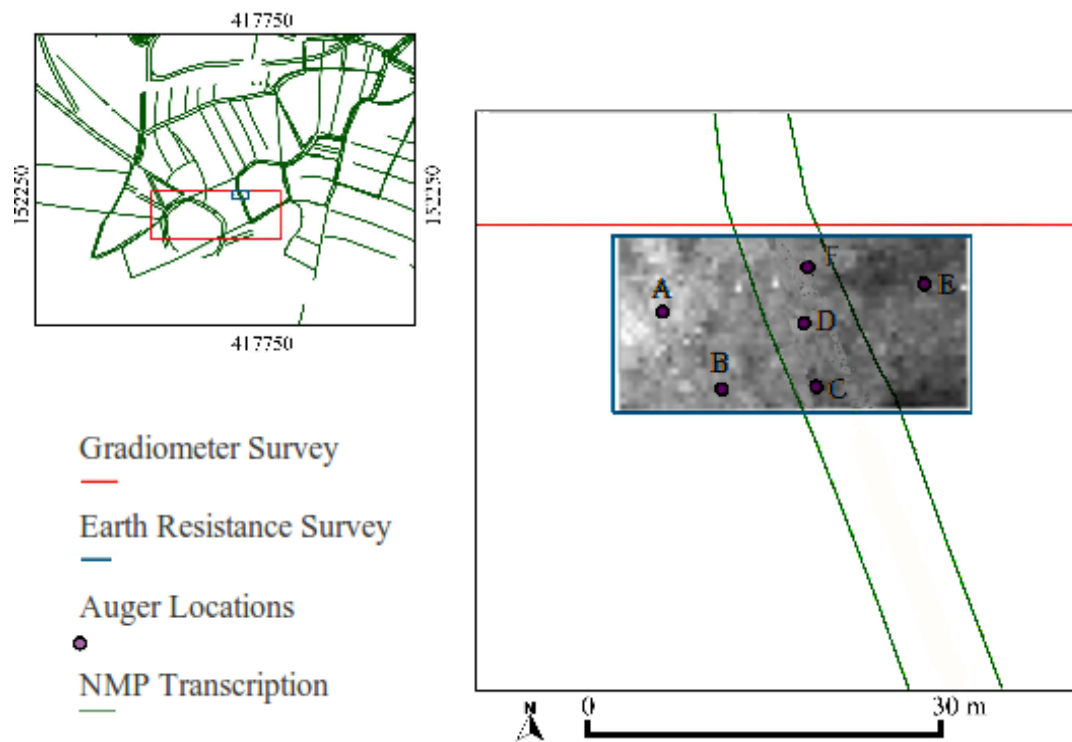 417750
152250
152250
417750
F
E
A
D
B
C
Gradiometer Survey
Earth Resistance Survey
Auger Locations
NMP Transcription
N
0
30 m